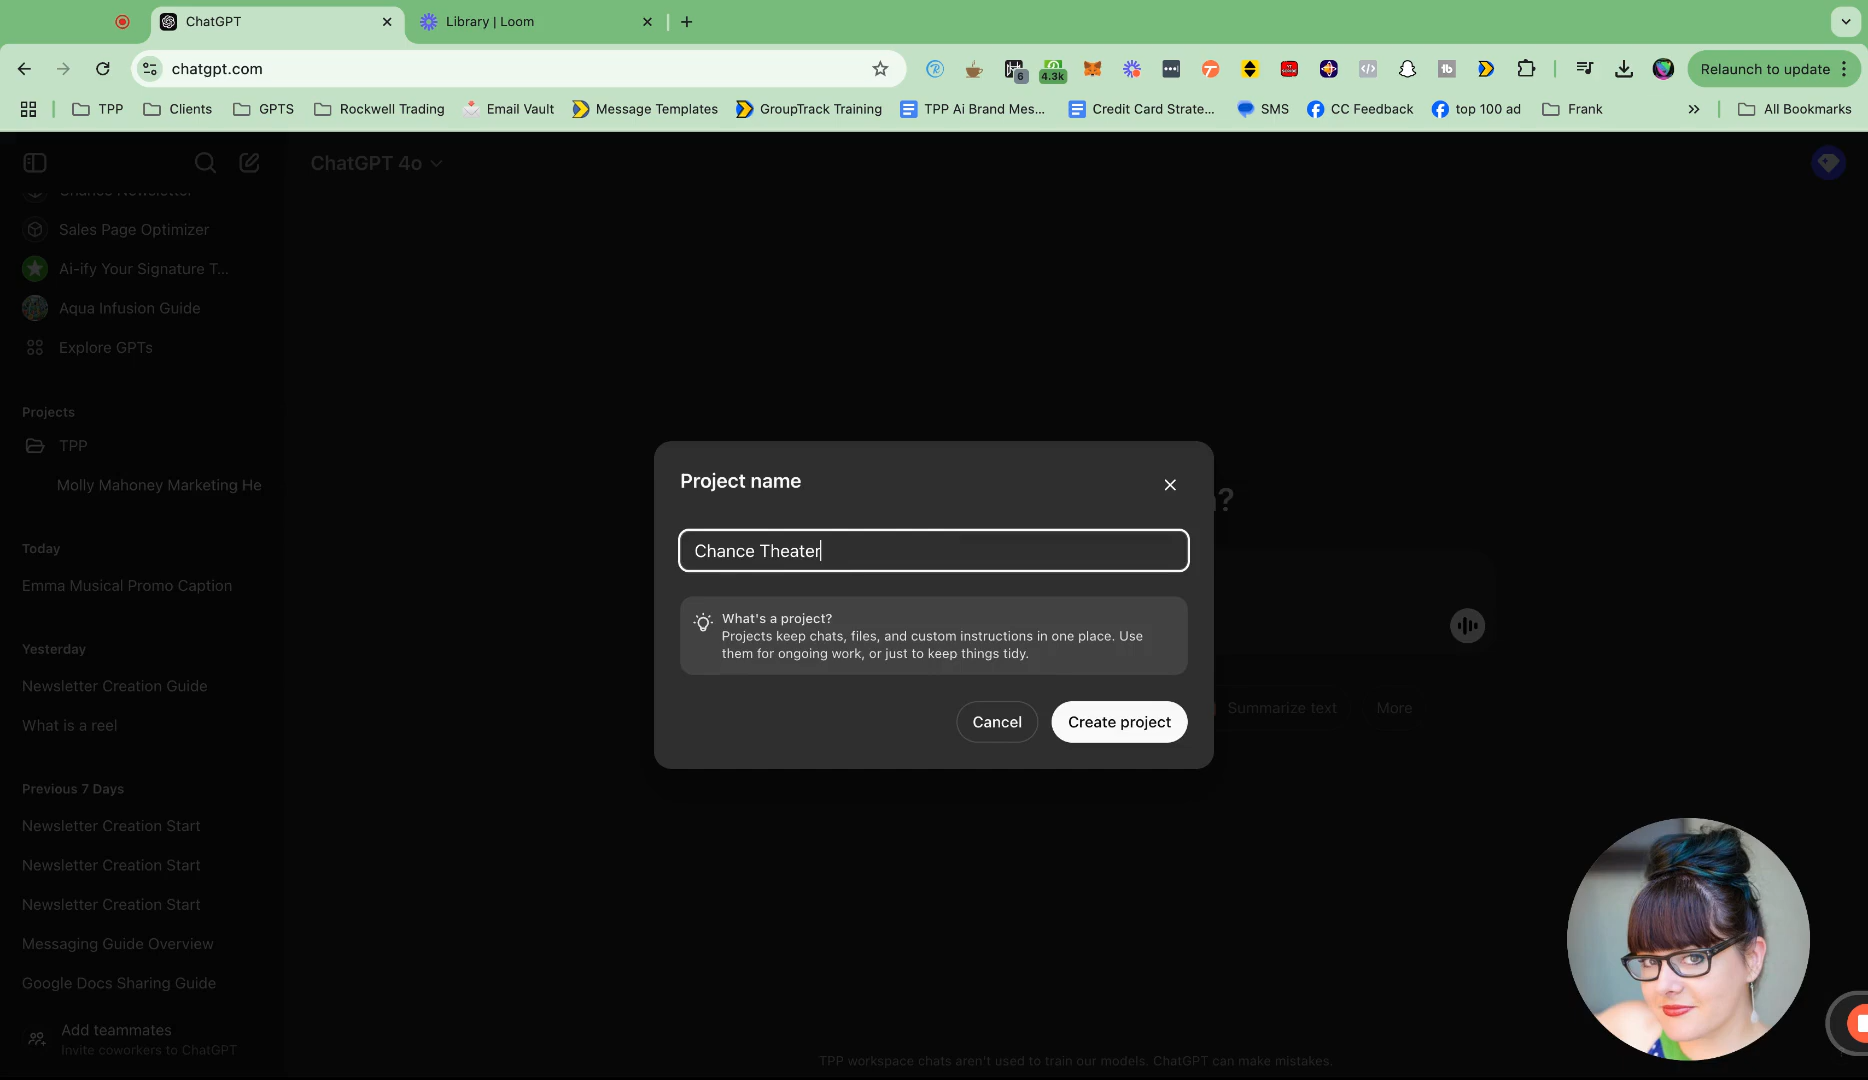 ChatGPT
Library | Loom
chatgpt.com
6
4.3k
Relaunch to update
TPP
Clients
GPTS
Rockwell Trading
Email Vault
Message Templates
GroupTrack Training
TPP Ai Brand Mes...
Credit Card Strate...
SMS
CC Feedback
top 100 ad
Frank
All Bookmarks
ChatGPT 4o
Chance Newsletter
Sales Page Optimizer
Ai-ify Your Signature T...
Aqua Infusion Guide
Explore GPTs
Projects
TPP
Molly Mahoney Marketing He
Today
Emma Musical Promo Caption
Yesterday
Newsletter Creation Guide
What is a reel
Previous 7 Days
Newsletter Creation Start
Newsletter Creation Start
Newsletter Creation Start
Messaging Guide Overview
Google Docs Sharing Guide
Add teammates
Invite coworkers to ChatGPT
Project name
Chance Theater
What's a project?
Projects keep chats, files, and custom instructions in one place. Use
them for ongoing work, or just to keep things tidy.
Cancel
Create project
?
Summarize text
More
TPP workspace chats aren't used to train our models. ChatGPT can make mistakes.